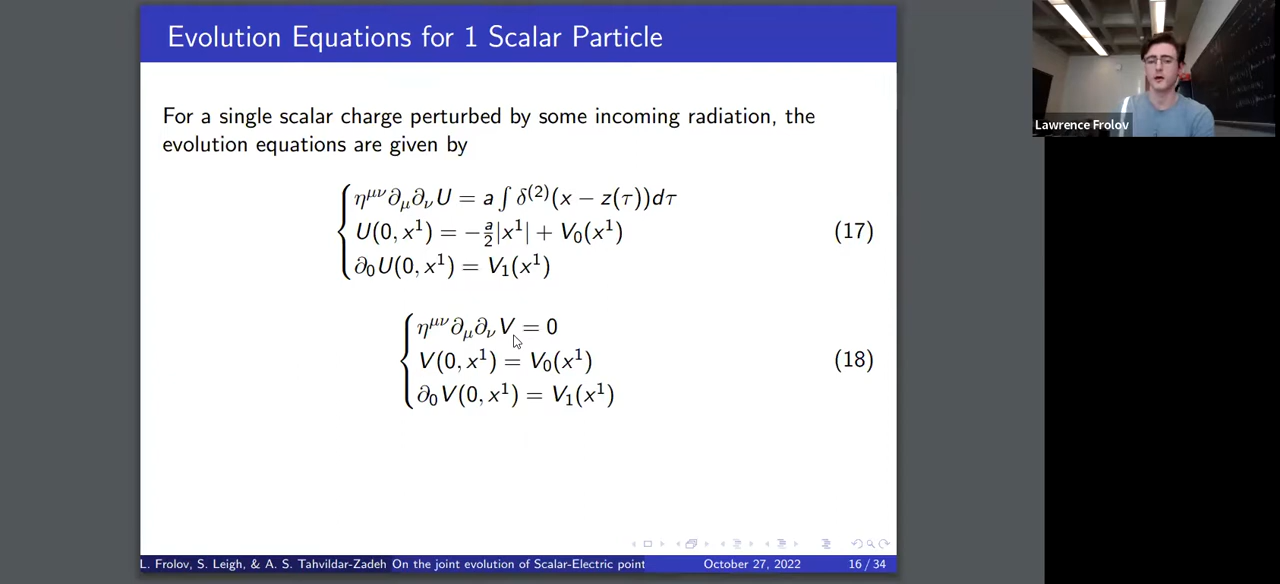 Evolution Equations for 1 Scalar Particle
Lawrence Frolov
For a single scalar charge perturbed by some incoming radiation, the
evolution equations are given by
η^{μν}∂_μ∂_νU = a ∫ δ^{(2)}(x − z(τ))dτ
U(0, x^1) = −\frac{a}{2}|x^1| + V_0(x^1)
(17)
∂_0U(0, x^1) = V_1(x^1)
η^{μν}∂_μ∂_νV = 0
V(0, x^1) = V_0(x^1)
(18)
∂_0V(0, x^1) = V_1(x^1)
L. Frolov, S. Leigh, & A. S. Tahvildar-Zadeh On the joint evolution of Scalar-Electric point October 27, 2022 16 / 34